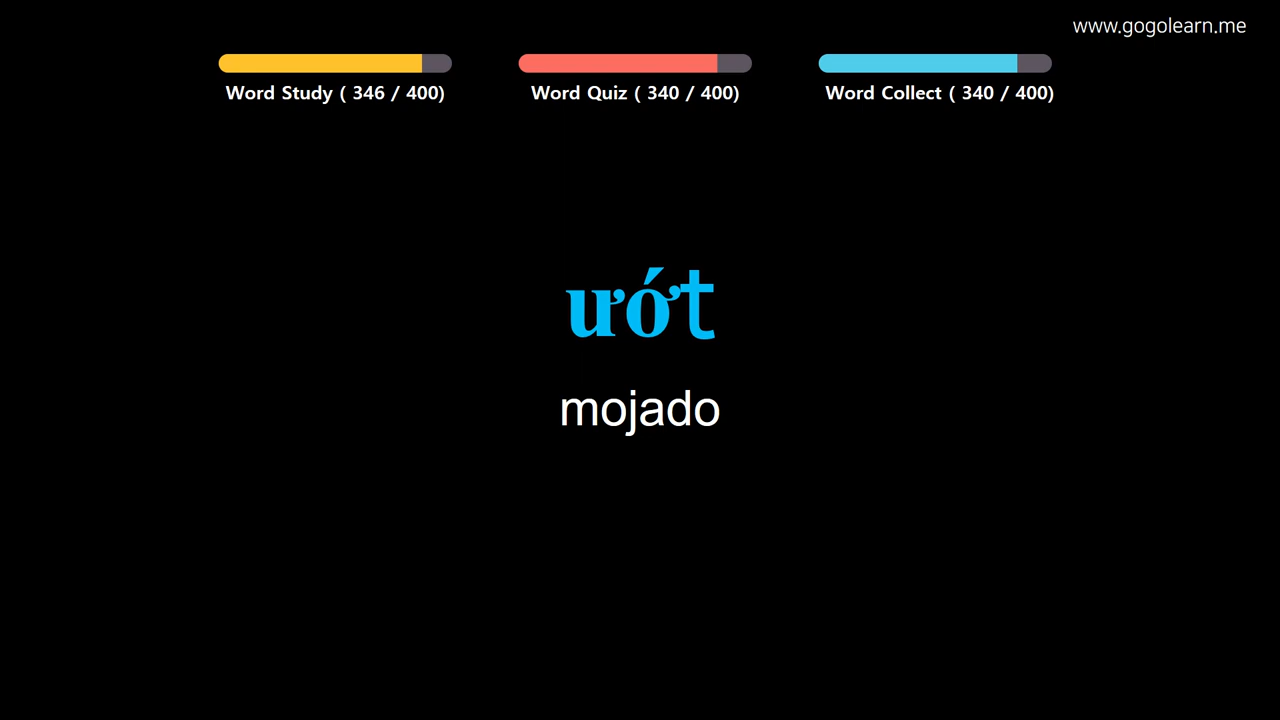 www.gogolearn.me
Word Study ( 346 / 400)
Word Quiz ( 340 / 400)
Word Collect ( 340 / 400)
ướt
mojado